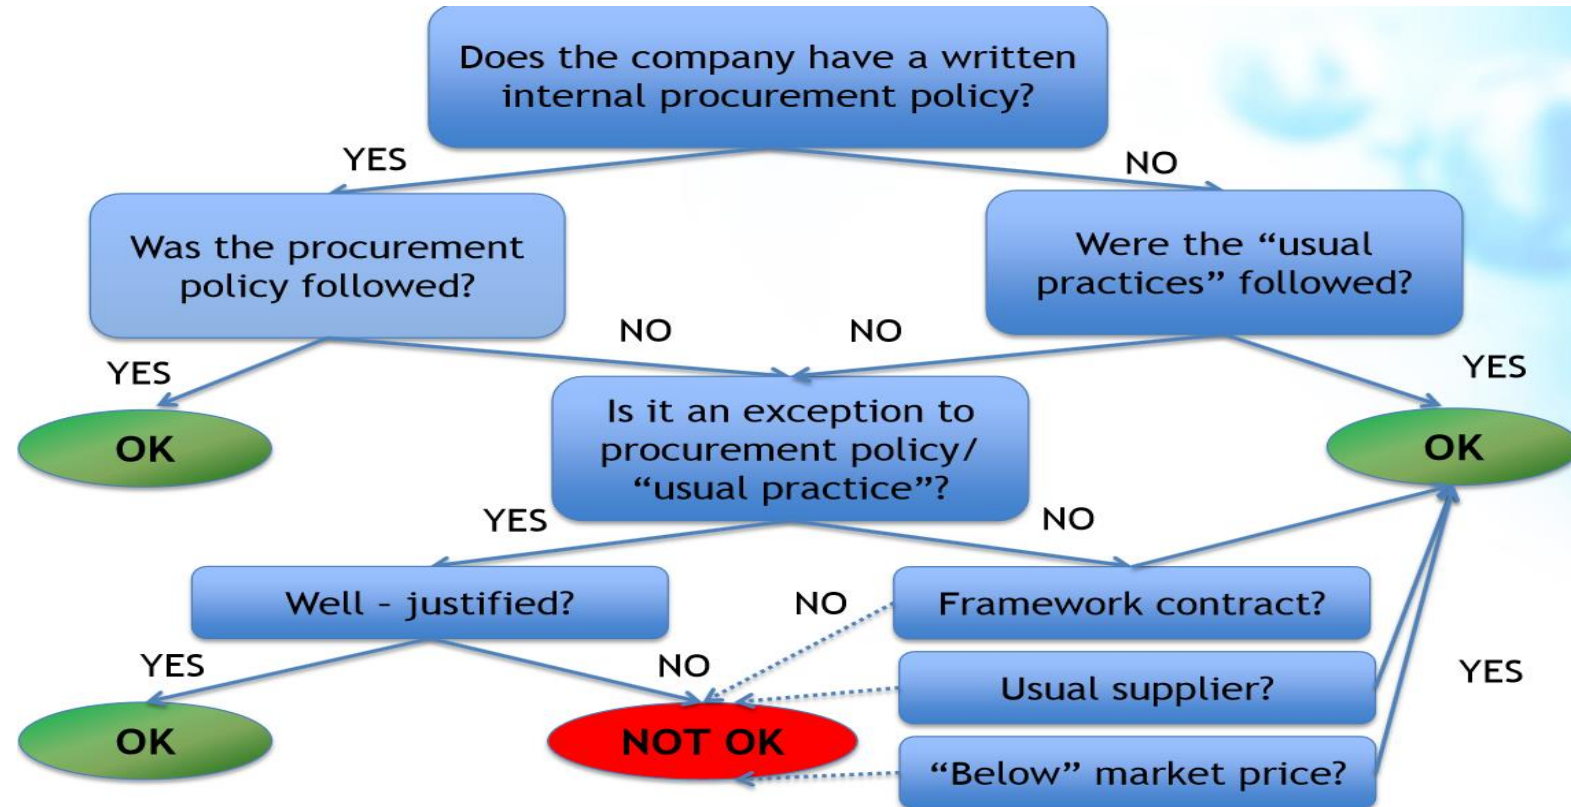 Does the company have a written
internal procurement policy?
YES
NO
Was the procurement
policy followed?
Were the “usual
practices” followed?
NO
NO
YES
YES
OK
Is it an exception to
procurement policy/
“usual practice”?
OK
YES
NO
Well - justified?
NO
Framework contract?
YES
NO
Usual supplier?
YES
OK
NOT OK
“Below” market price?